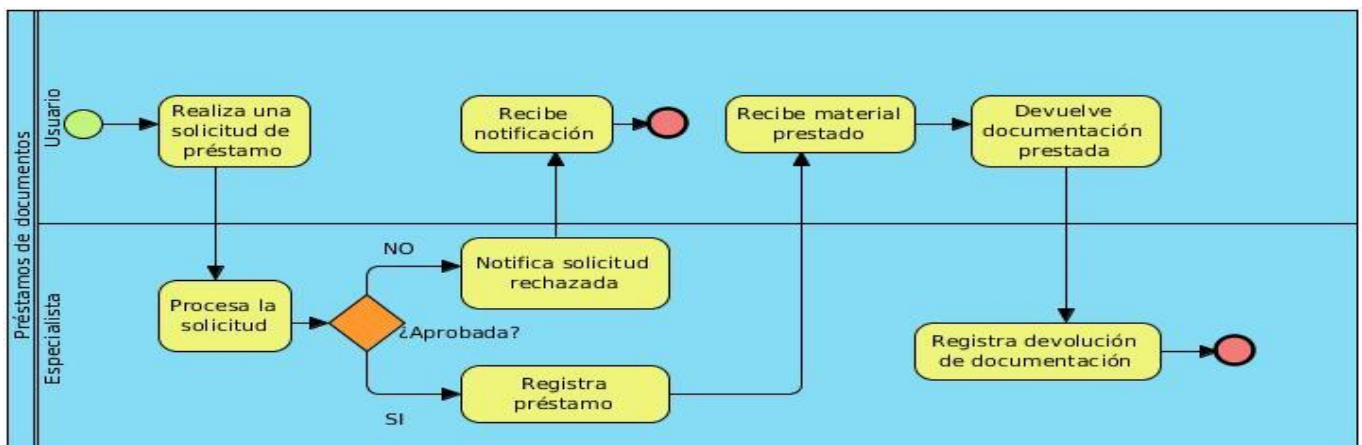 Préstamos de documentos
Usuario
Realiza una
solicitud de
préstamo
Recibe
notificación
Recibe material
prestado
Devuelve
documentación
prestada
Especialista
Procesa la
solicitud
¿Aprobada?
NO
Notifica solicitud
rechazada
SI
Registra
préstamo
Registra devolución
de documentación